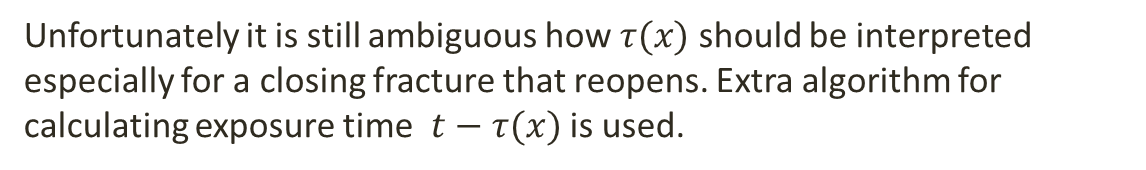 Unfortunately it is still ambiguous how τ(x) should be interpreted
especially for a closing fracture that reopens. Extra algorithm for
calculating exposure time t − τ(x) is used.